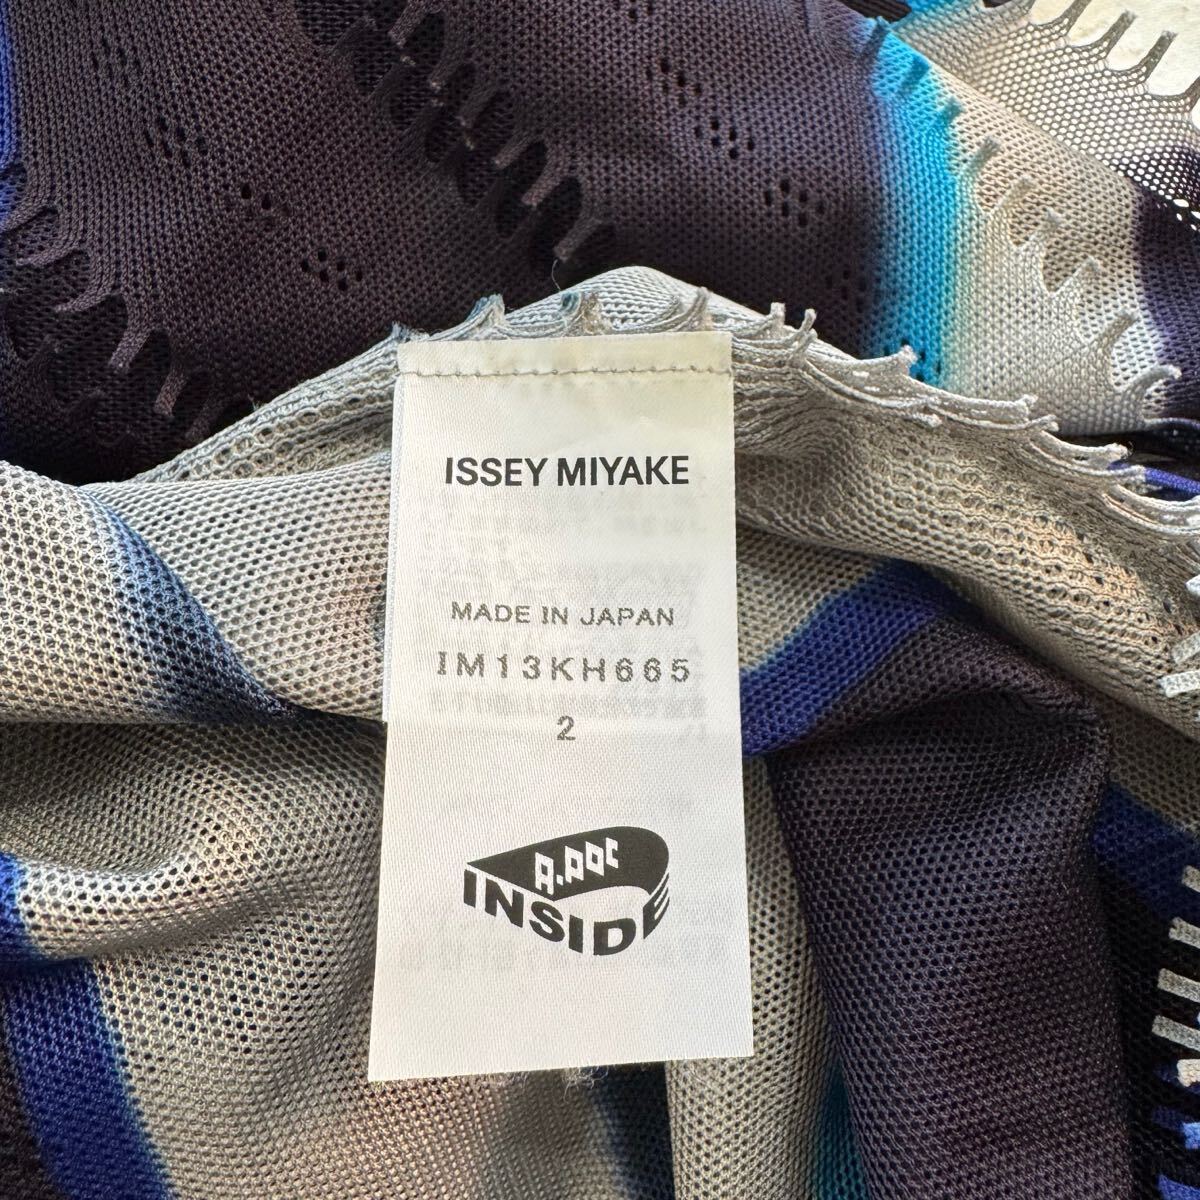 ISSEY MIYAKE
MADE IN JAPAN
IM13KH665
2
A.POC
INSIDE